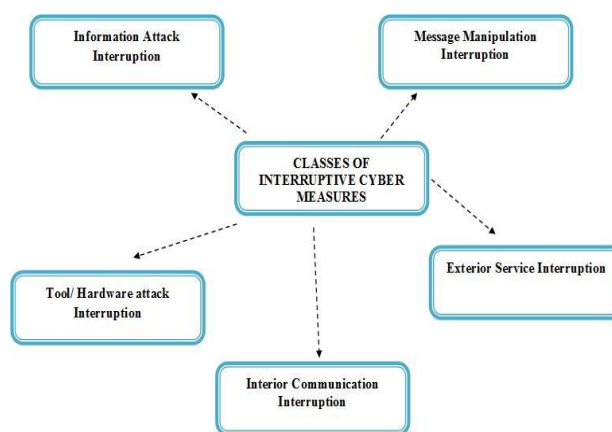 Information Attack
Interruption
Message Manipulation
Interruption
CLASSES OF
INTERRUPTIVE CYBER
MEASURES
Exterior Service Interruption
Tool/ Hardware attack
Interruption
Interior Communication
Interruption